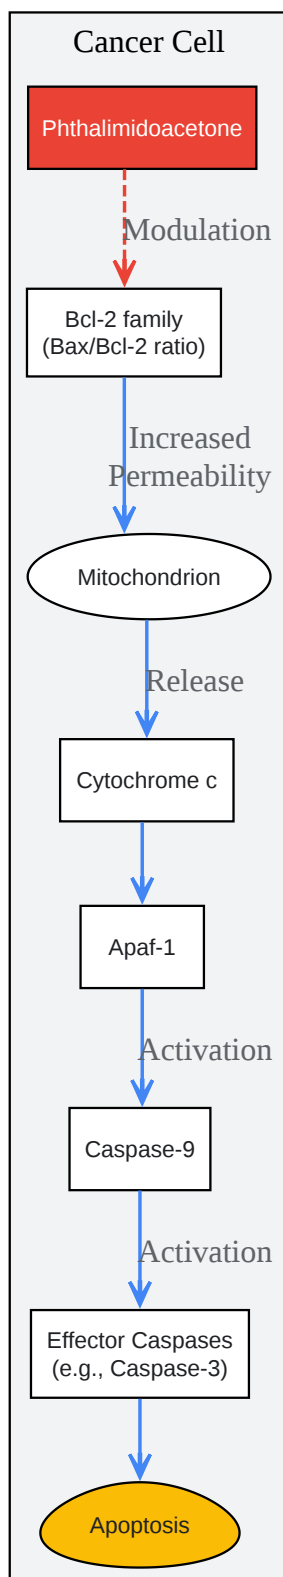 Cancer Cell
Phthalimidoacetone
Modulation
Bcl-2 family
(Bax/Bcl-2 ratio)
Increased
Permeability
Mitochondrion
Release
Cytochrome c
Apaf-1
Activation
Caspase-9
Activation
Effector Caspases
(e.g., Caspase-3)
Apoptosis